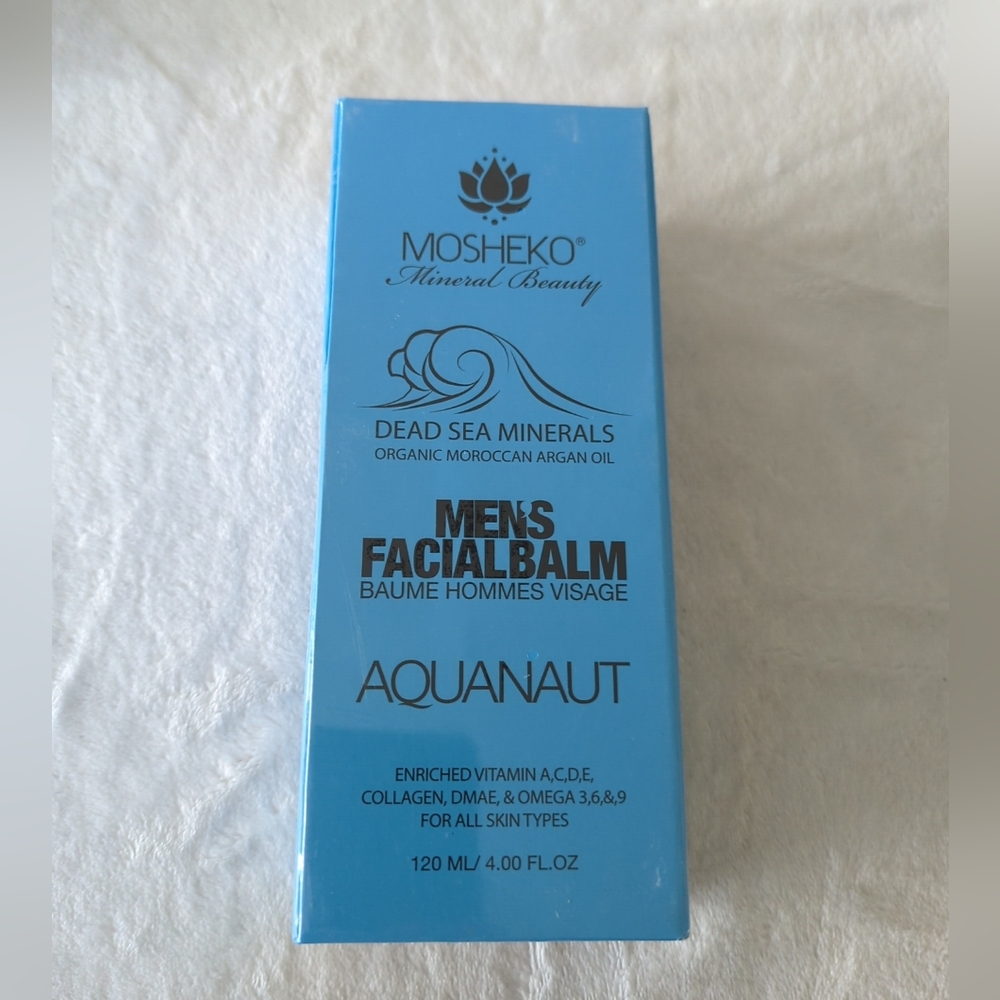 MOSHEKO®
Mineral Beauty
DEAD SEA MINERALS
ORGANIC MOROCCAN ARGAN OIL
MEN'S
FACIALBALM
BAUME HOMMES VISAGE
AQUANAUT
ENRICHED VITAMIN A,C,D,E,
COLLAGEN, DMAE, & OMEGA 3,6,&9
FOR ALL SKIN TYPES
120 ML/ 4.00 FL.OZ